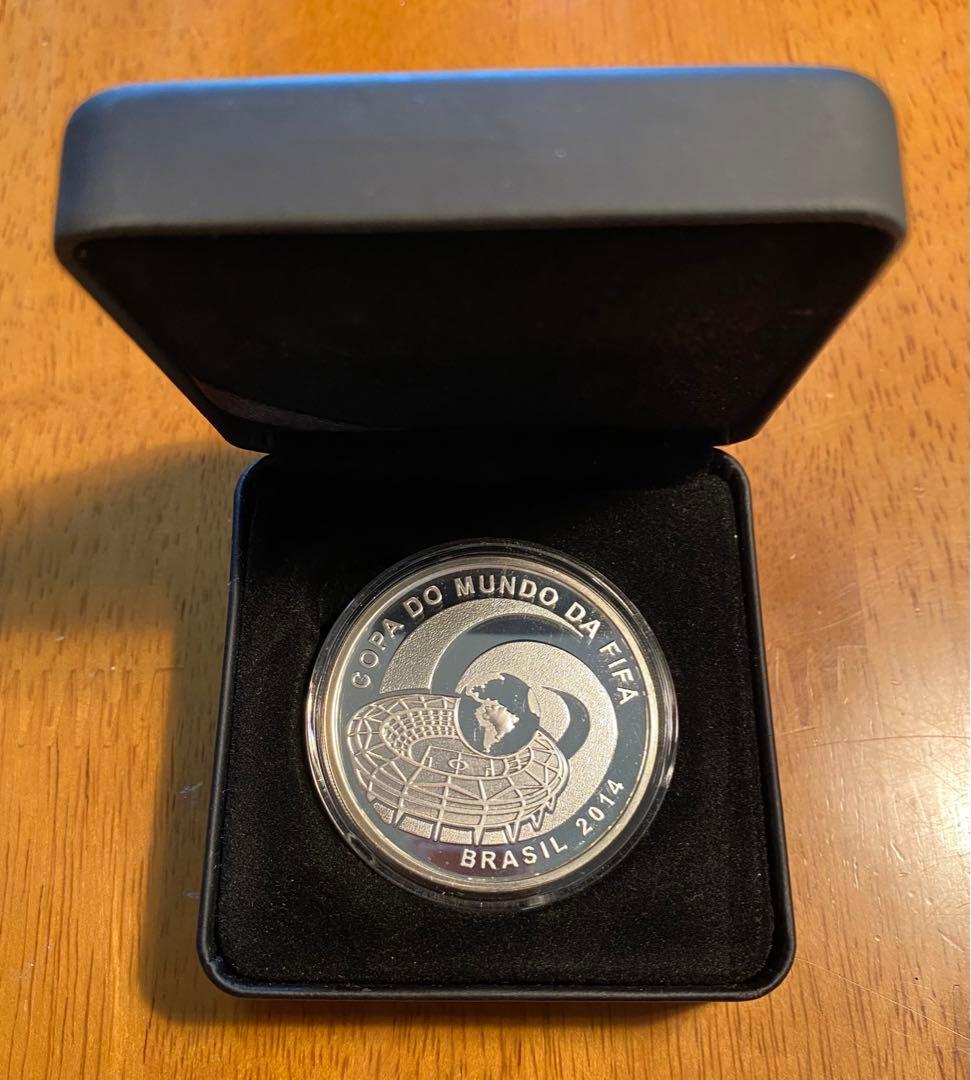 COPA DO MUNDO DA FIFA
BRASIL 2014